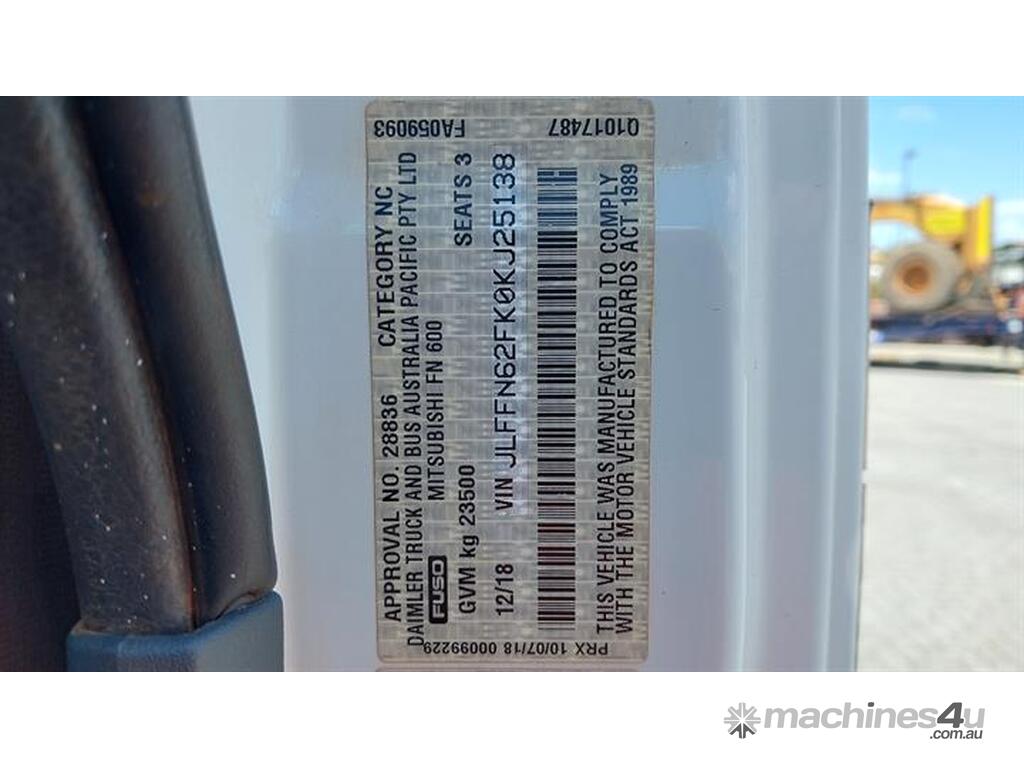 APPROVAL NO. 28836 CATEGORY NC
DAIMLER TRUCK AND BUS AUSTRALIA PACIFIC PTY LTD
FUSO MITSUBISHI FN 600
GVM kg 23500 SEATS 3
12/18 VIN JLFFN62FK0KJ25138
THIS VEHICLE WAS MANUFACTURED TO COMPLY
WITH THE MOTOR VEHICLE STANDARDS ACT 1989
FA059093
Q1017487
PRX 10/07/18 00099229
machines4u
.com.au